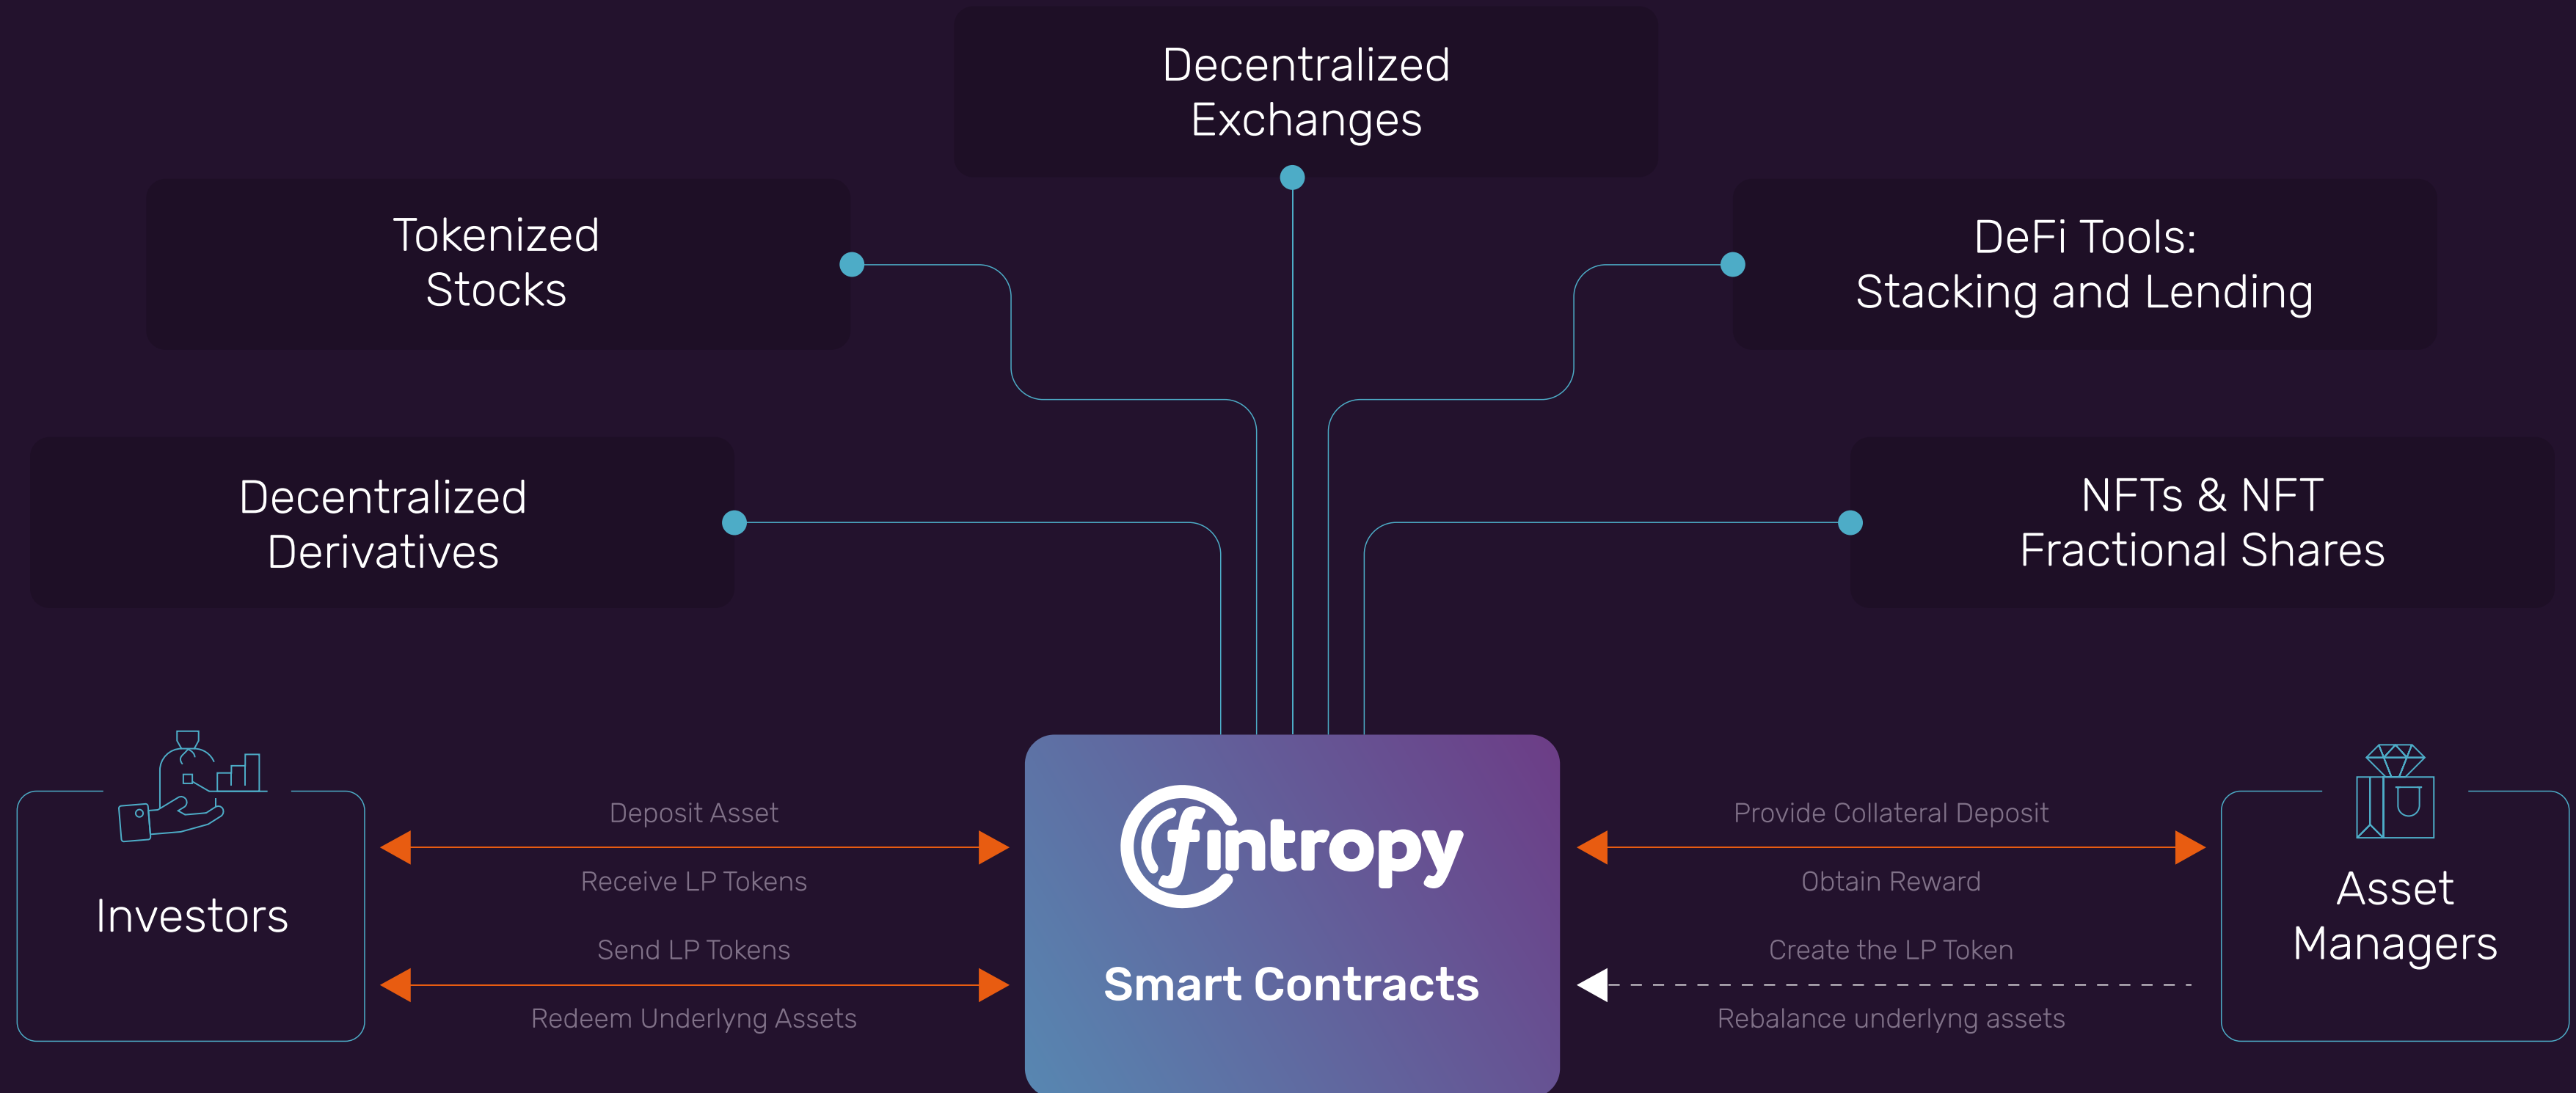 Decentralized
Exchanges
Tokenized
Stocks
DeFi Tools:
Stacking and Lending
Decentralized
Derivatives
NFTs & NFT
Fractional Shares
Investors
Deposit Asset
Receive LP Tokens
Send LP Tokens
Redeem Underlyng Assets
fintropy
Smart Contracts
Provide Collateral Deposit
Obtain Reward
Create the LP Token
Rebalance underlyng assets
Asset
Managers